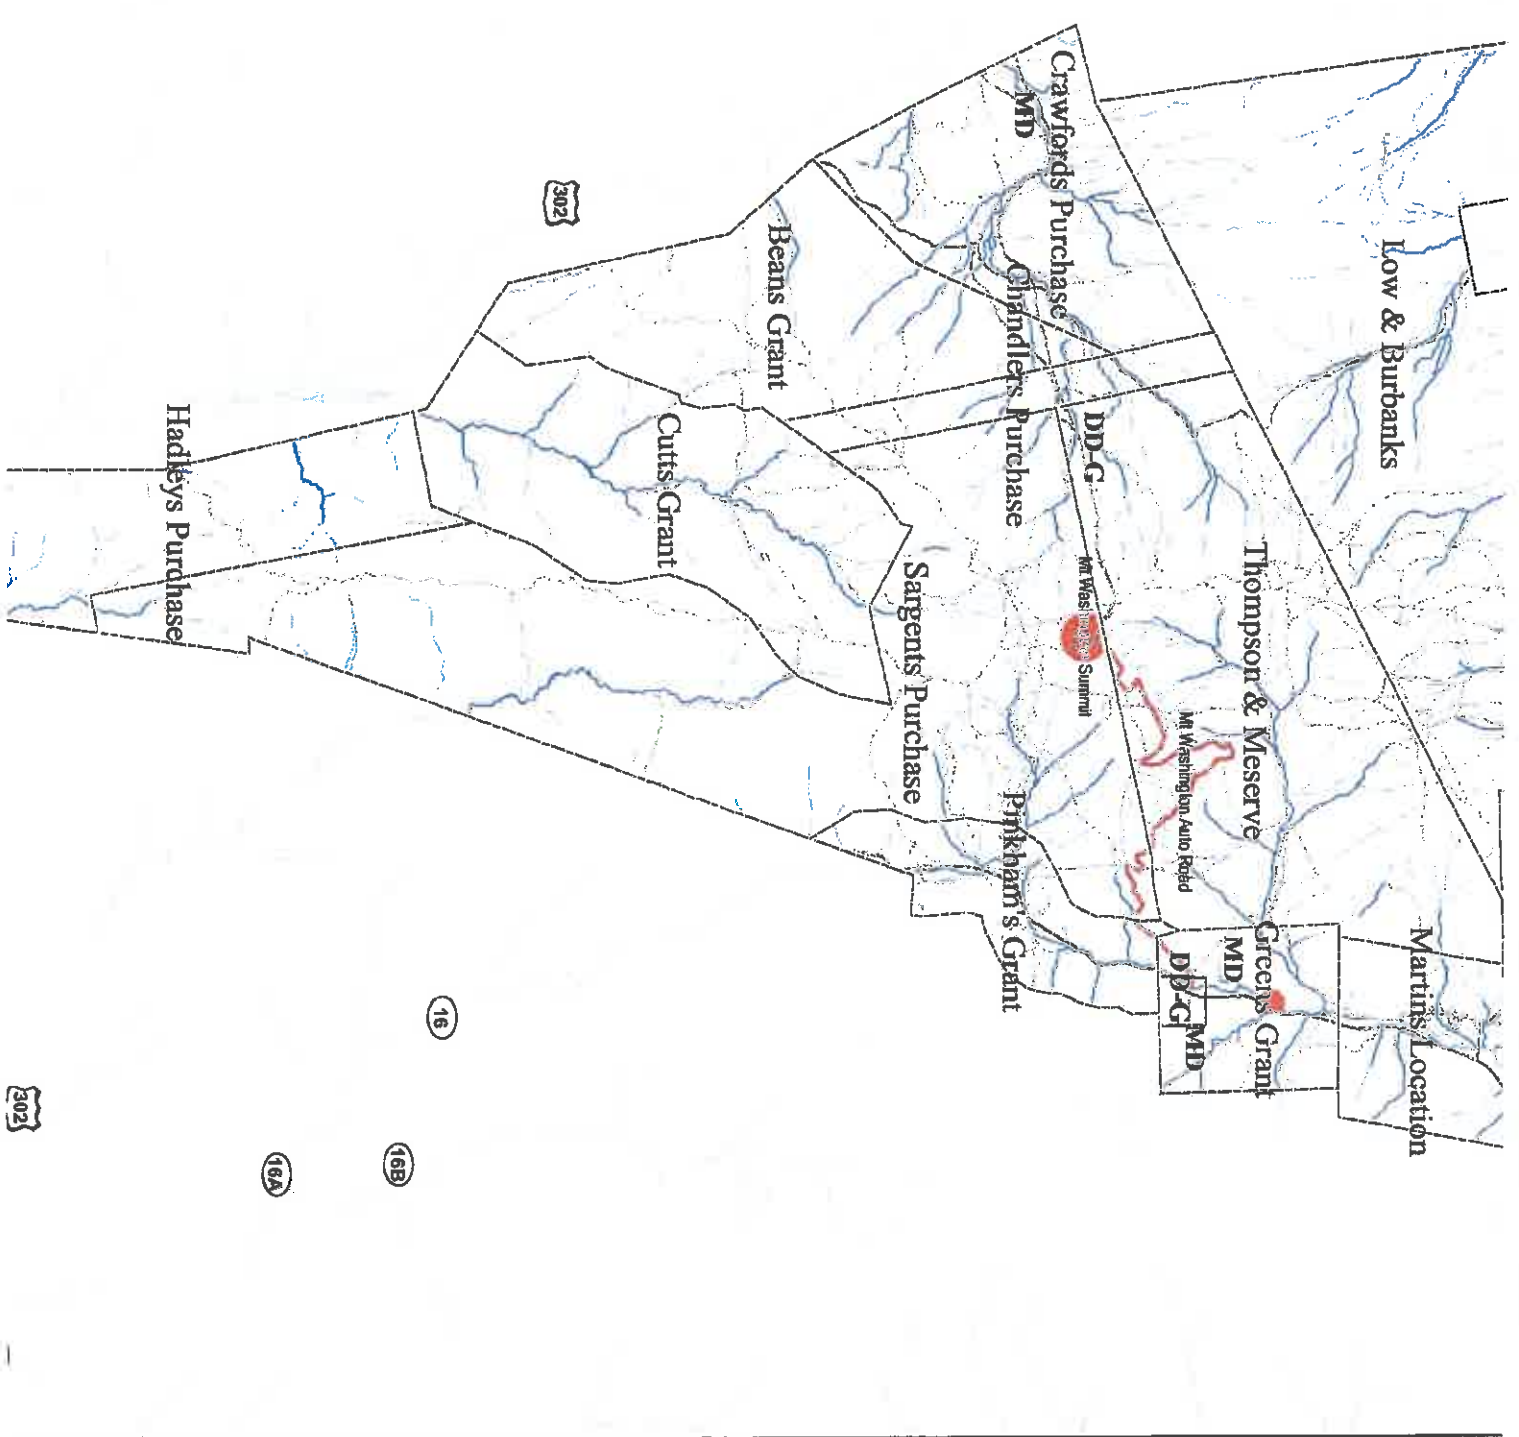 Low & Burbanks
Crawfords Purchase
MD
Chandlers Purchase
DD-G
Beans Grant
302
Cutts Grant
Hadleys Purchase
Sargents Purchase
Mt Washington Summit
Thompson & Meserve
Mt Washington Auto Road
Pinkham's Grant
Greens Grant
MD
DD-G
MD
Martins Location
16
16B
16A
302